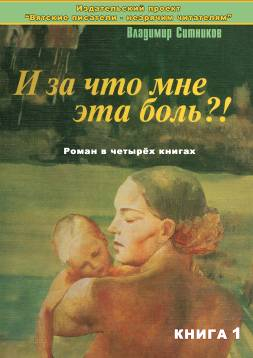 Издательский проект
"Вятские писатели - незрячим читателям"
Владимир Ситников
И за что мне
эта боль?!
Роман в четырёх книгах
КНИГА 1